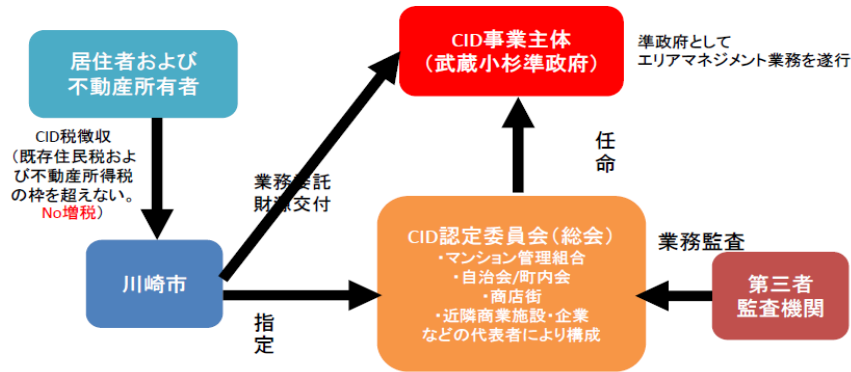 居住者および
不動産所有者
CID事業主体
(武蔵小杉準政府)
準政府として
エリアマネジメント業務を遂行
CID税徴収
(既存住民税およ
び不動産所得税
の枠を超えない。
No増税)
業務委託
財源交付
任命
川崎市
指定
CID認定委員会(総会)
・マンション管理組合
・自治会/町内会
・商店街
・近隣商業施設・企業
などの代表者により構成
業務監査
第三者
監査機関